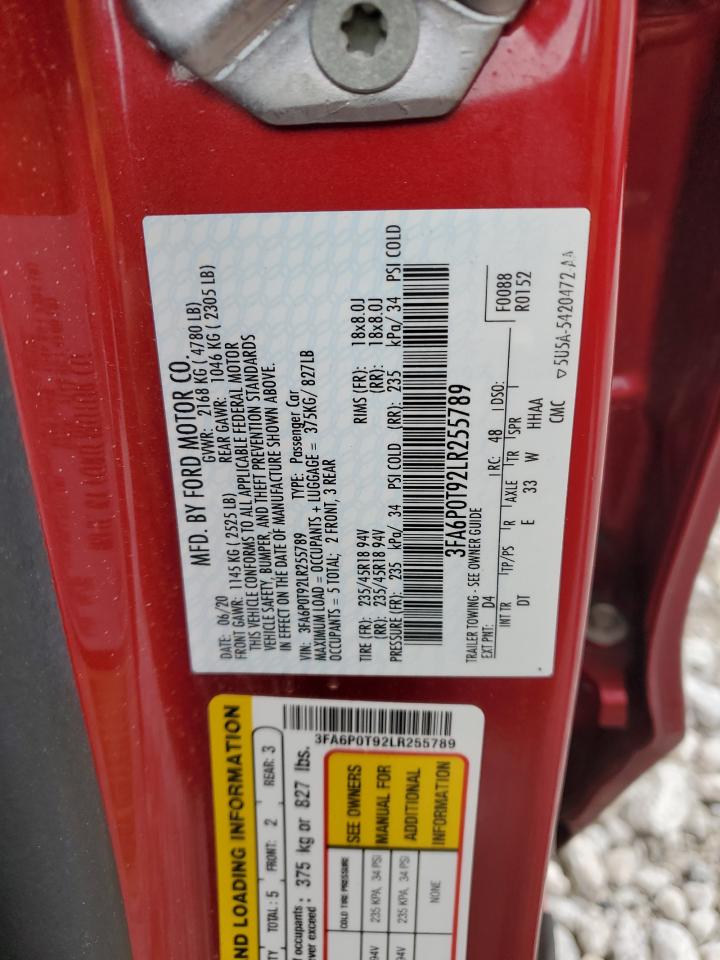 MFD. BY FORD MOTOR CO.
DATE: 06/20 GVWR: 2168 KG ( 4780 LB)
FRONT GAWR: 1145 KG ( 2525 LB) REAR GAWR: 1046 KG ( 2305 LB)
THIS VEHICLE CONFORMS TO ALL APPLICABLE FEDERAL MOTOR
VEHICLE SAFETY, BUMPER, AND THEFT PREVENTION STANDARDS
IN EFFECT ON THE DATE OF MANUFACTURE SHOWN ABOVE.
VIN: 3FA6P0T92LR255789 TYPE: Passenger Car
MAXIMUM LOAD = OCCUPANTS + LUGGAGE = 375KG/ 827LB
OCCUPANTS = 5 TOTAL; 2 FRONT, 3 REAR
TIRE (FR): 235/45R18 94V RIMS (FR): 18x8.0J
(RR): 235/45R18 94V (RR): 18x8.0J
PRESSURE (FR): 235 kPa/ 34 PSI COLD (RR): 235 kPa/ 34 PSI COLD
3FA6P0T92LR255789
TRAILER TOWING - SEE OWNER GUIDE
EXT PNT: D4 RC: 48 DSO: F0088
R0152
INT TR TP/PS R AXLE TR SPR
DT E 33 W HHAA
CMC ▽5U5A-5420472 AA
ND LOADING INFORMATION
TY TOTAL: 5 FRONT: 2 REAR: 3
f occupants :
ver exceed : 375 kg or 827 lbs.
3FA6P0T92LR255789
COLD TIRE PRESSURE
94V 235 KPA, 34 PSI
235 KPA, 34 PSI
NONE
SEE OWNERS
MANUAL FOR
ADDITIONAL
INFORMATION